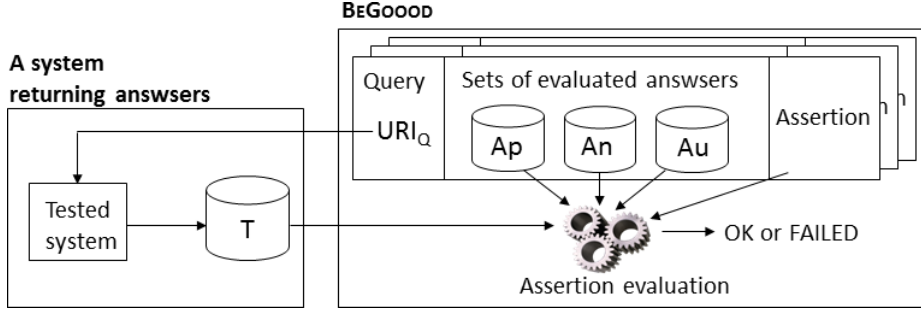 BEGOOOD
A system
returning answsers
Query
Sets of evaluated answsers
URIQ
Ap
An
Au
Assertion
n
n
Tested
system
T
OK or FAILED
Assertion evaluation